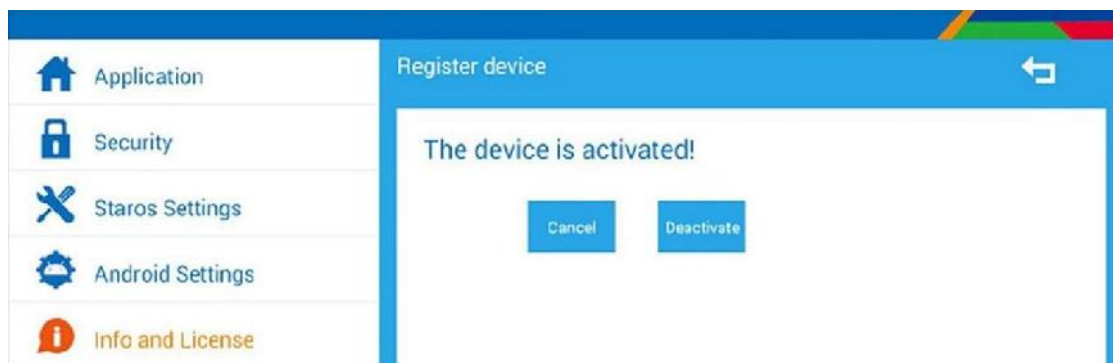 Application
Security
Staros Settings
Android Settings
Info and License
Register device
The device is activated!
Cancel
Deactivate